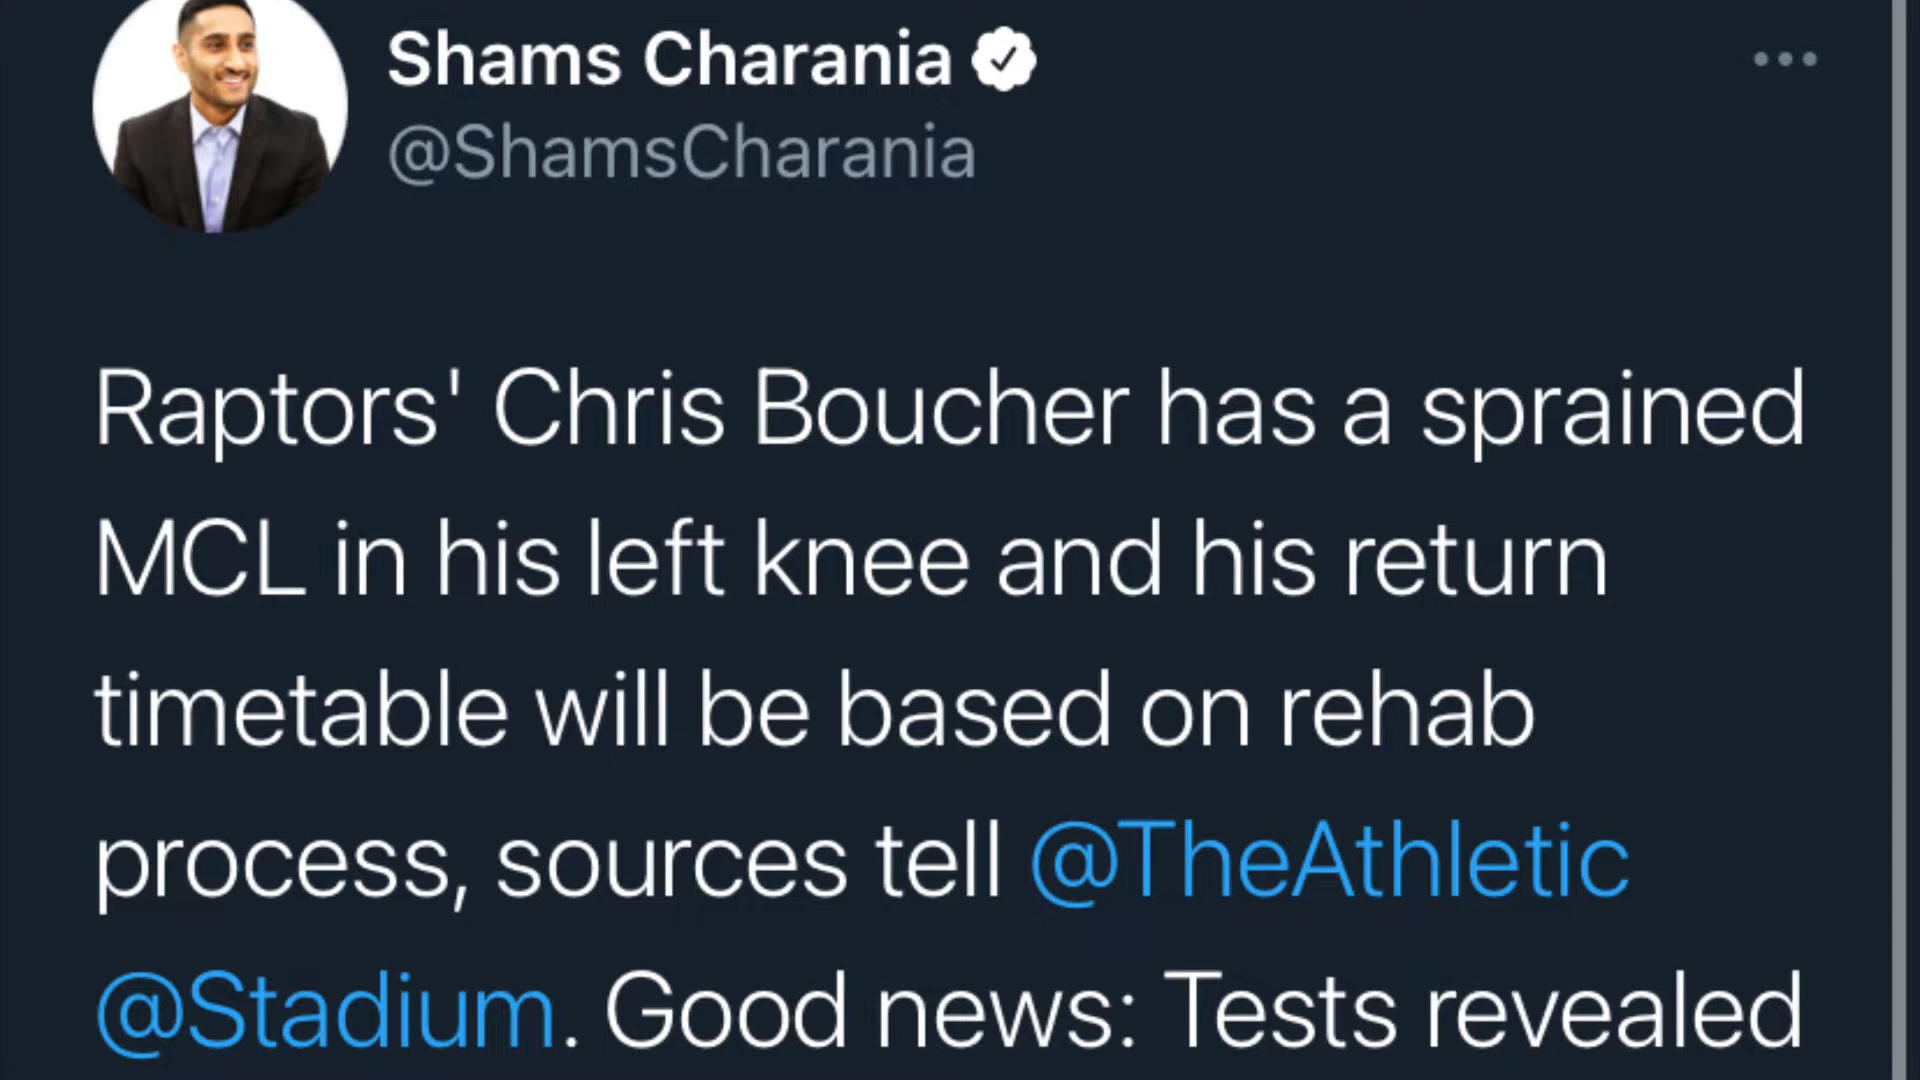 Shams Charania
@ShamsCharania
Raptors' Chris Boucher has a sprained
MCL in his left knee and his return
timetable will be based on rehab
process, sources tell @TheAthletic
@Stadium. Good news: Tests revealed